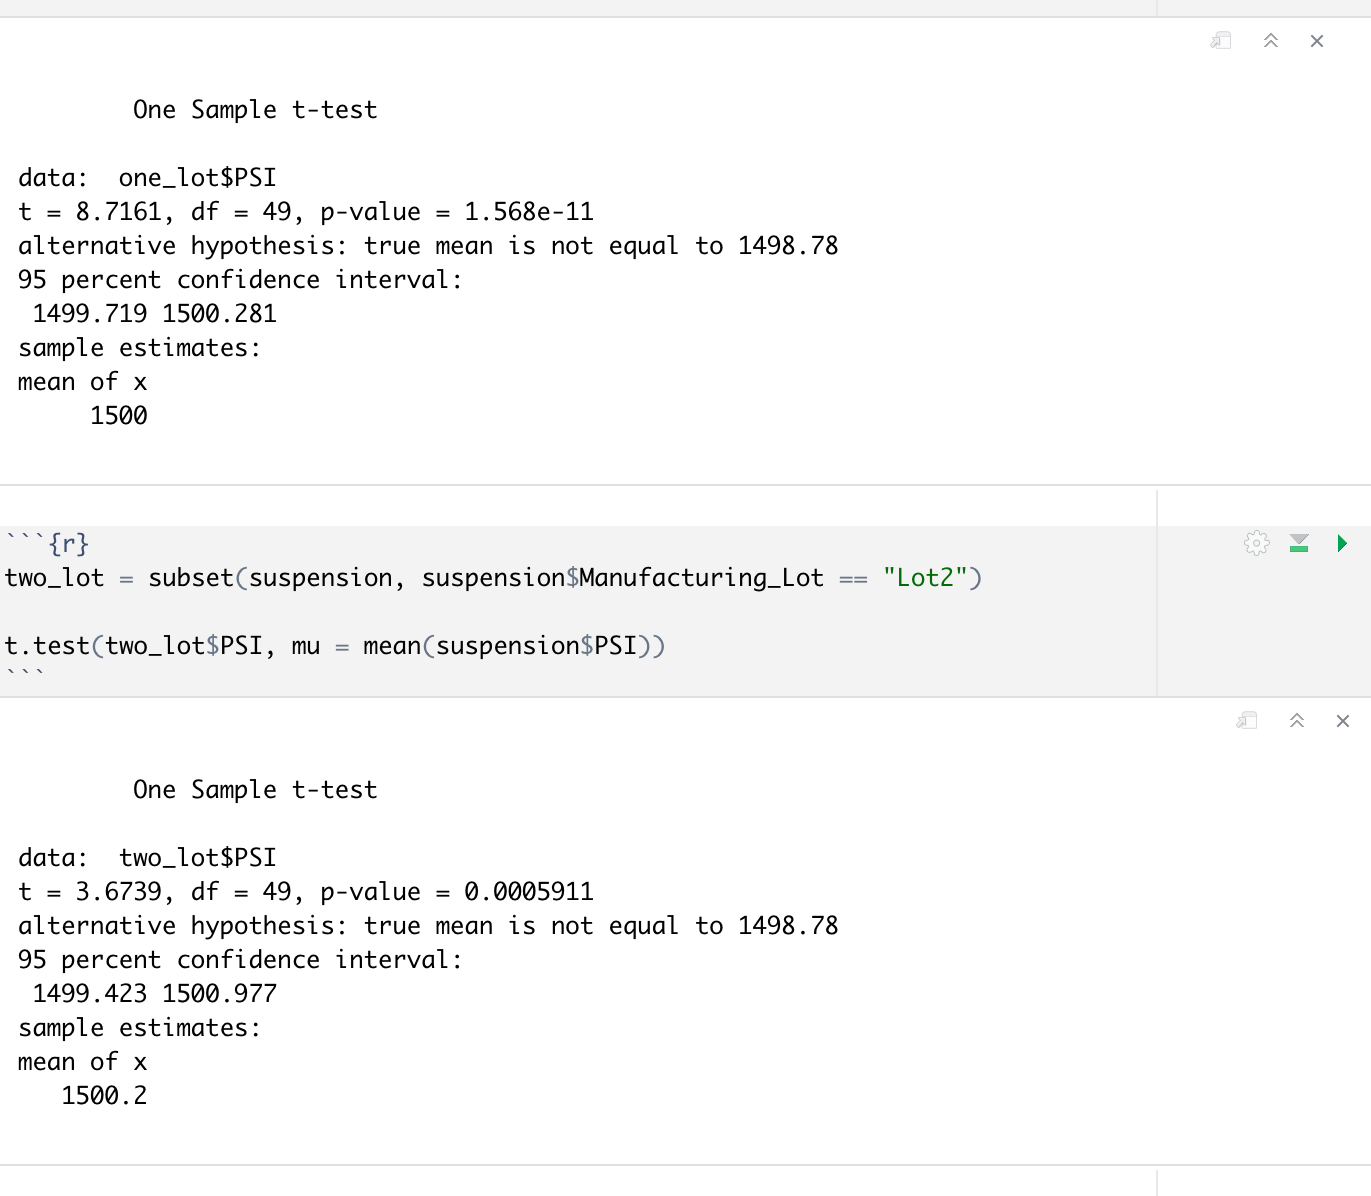 One Sample t-test
data:  one_lot$PSI
t = 8.7161, df = 49, p-value = 1.568e-11
alternative hypothesis: true mean is not equal to 1498.78
95 percent confidence interval:
 1499.719 1500.281
sample estimates:
mean of x
     1500
```{r}
two_lot = subset(suspension, suspension$Manufacturing_Lot == "Lot2")
t.test(two_lot$PSI, mu = mean(suspension$PSI))
```
One Sample t-test
data:  two_lot$PSI
t = 3.6739, df = 49, p-value = 0.0005911
alternative hypothesis: true mean is not equal to 1498.78
95 percent confidence interval:
 1499.423 1500.977
sample estimates:
mean of x
   1500.2